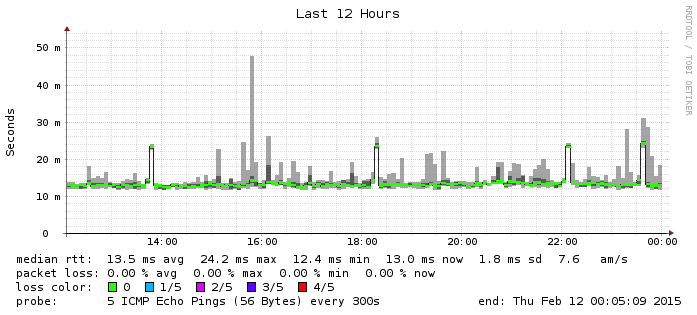 Last 12 Hours
RRDTOOL / TOBI OETIKER
Seconds
50 m
40 m
30 m
20 m
10 m
0
14:00 16:00 18:00 20:00 22:00 00:00
median rtt: 13.5 ms avg 24.2 ms max 12.4 ms min 13.0 ms now 1.8 ms sd 7.6 am/s
packet loss: 0.00 % avg 0.00 % max 0.00 % min 0.00 % now
loss color: 0 1/5 2/5 3/5 4/5
probe: 5 ICMP Echo Pings (56 Bytes) every 300s end: Thu Feb 12 00:05:09 2015